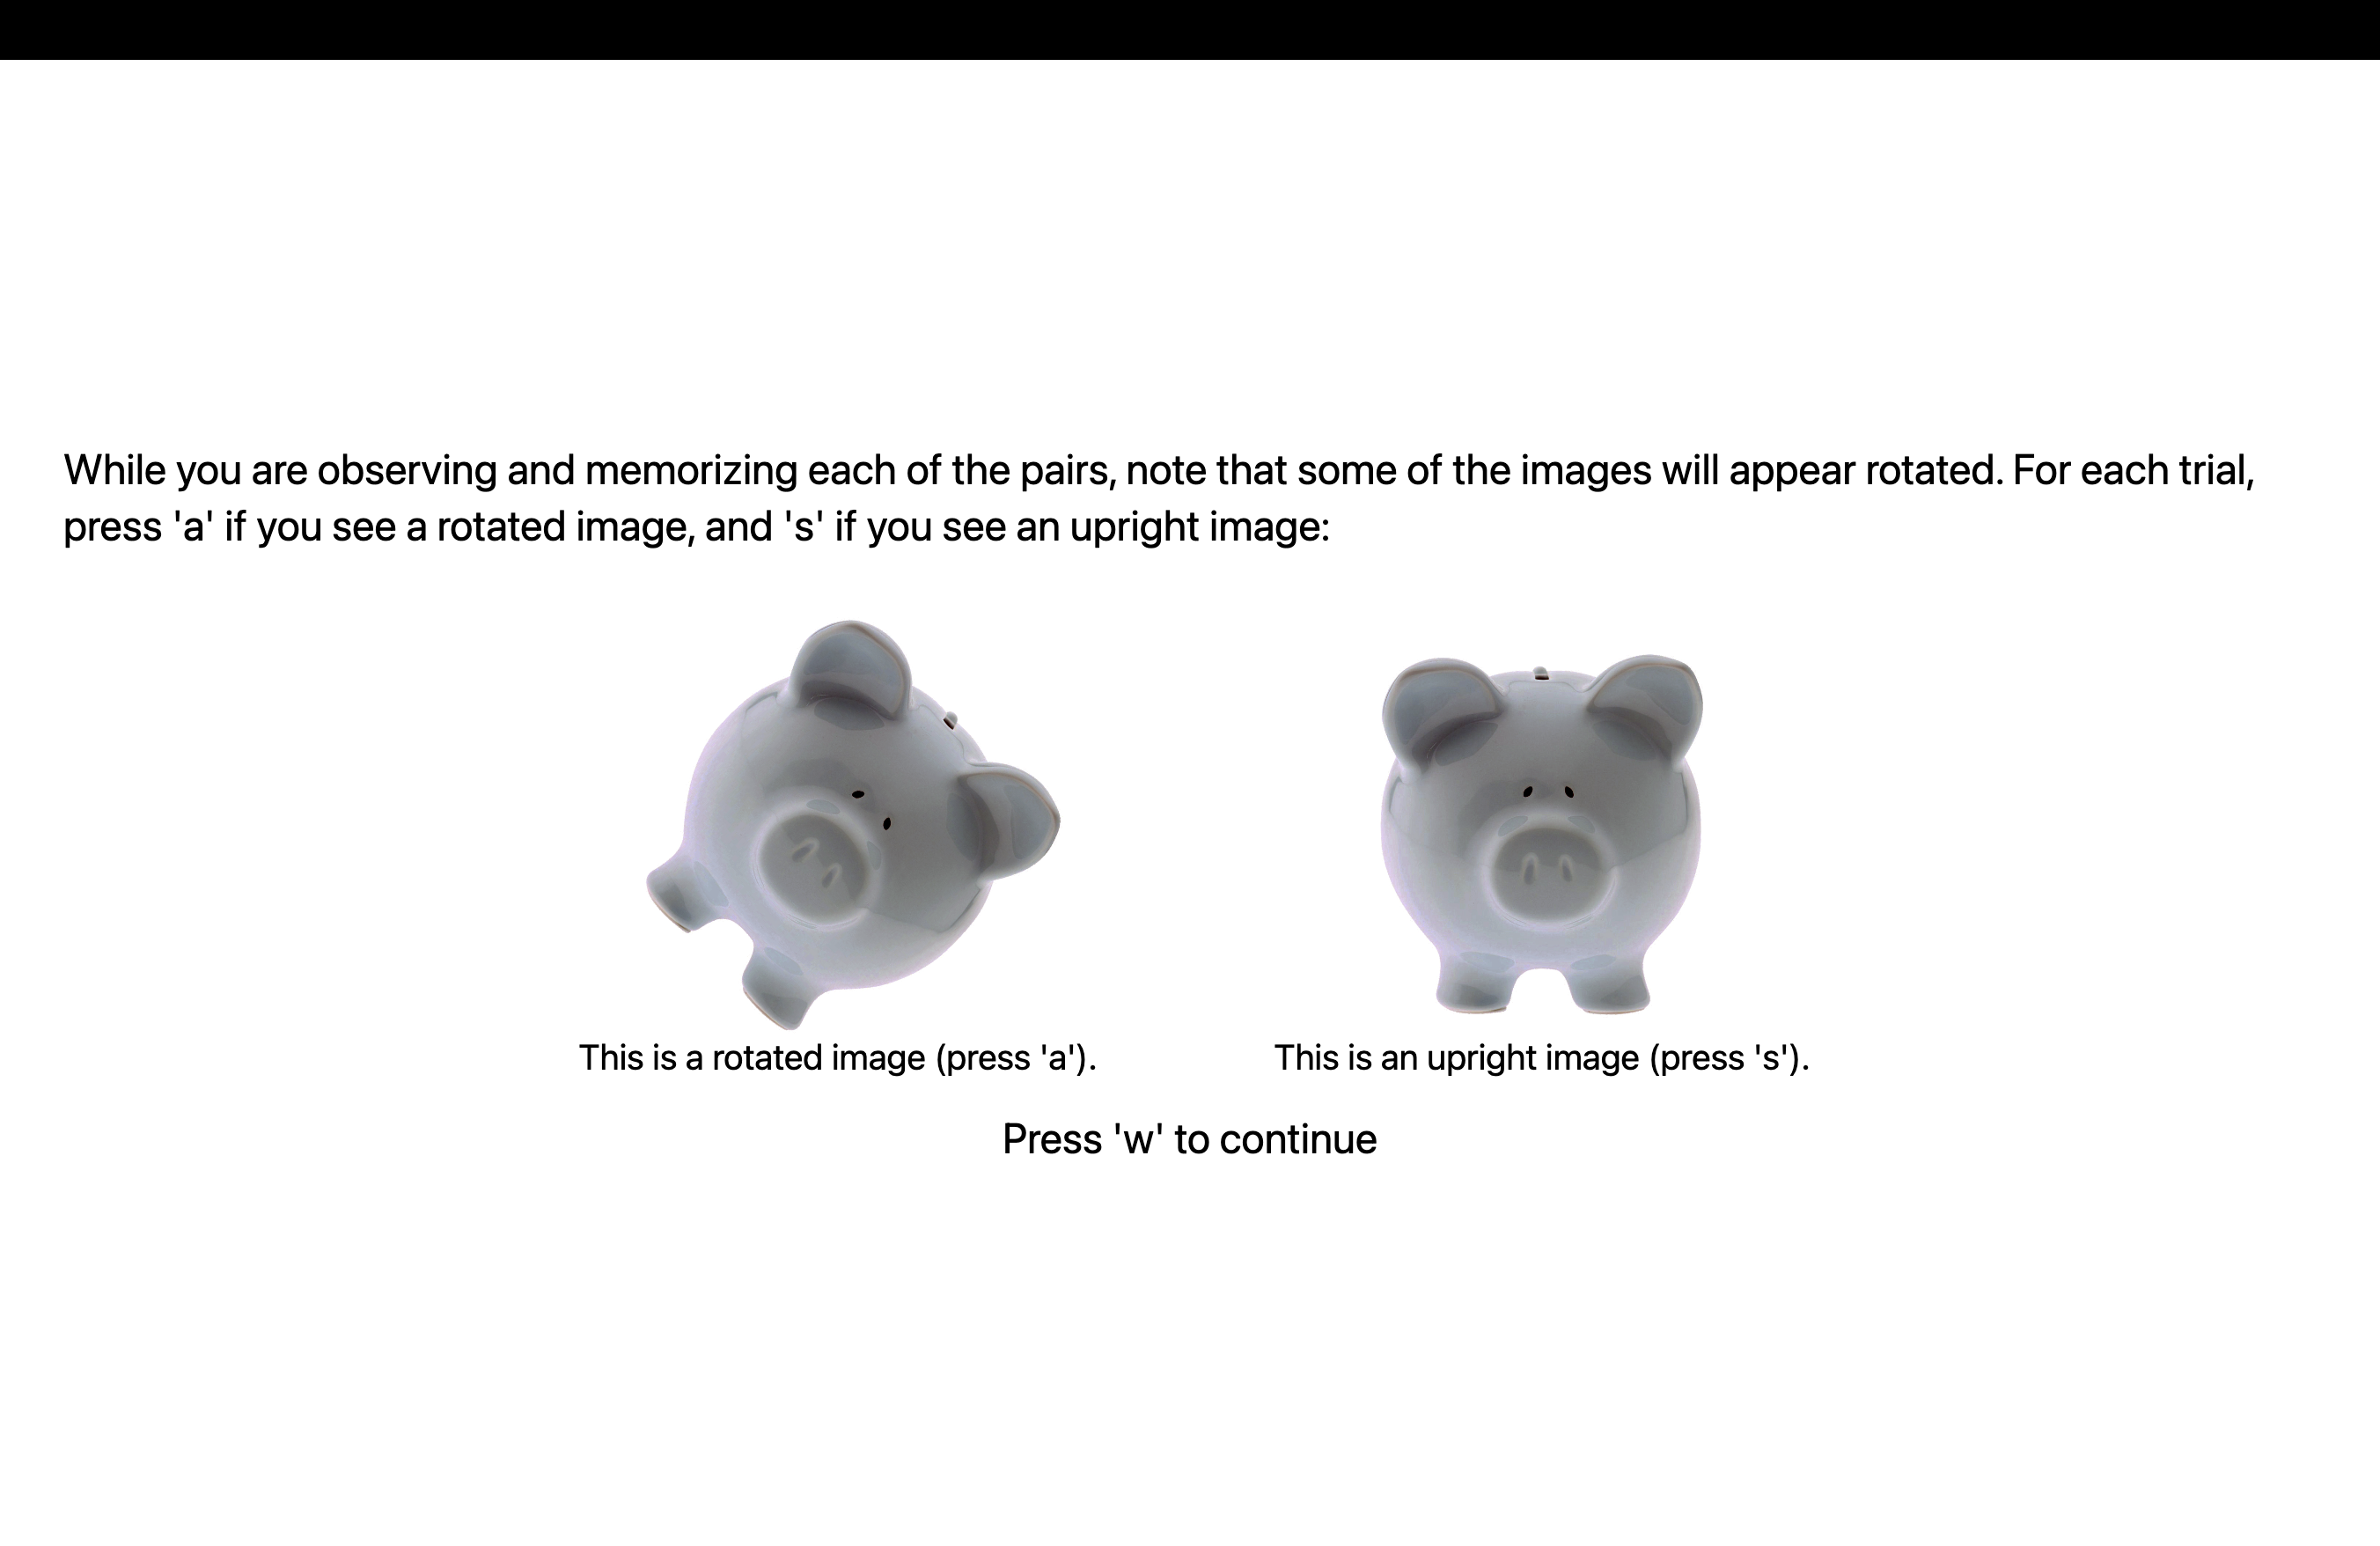 While you are observing and memorizing each of the pairs, note that some of the images will appear rotated. For each trial,
press 'a' if you see a rotated image, and 's' if you see an upright image:
This is a rotated image (press 'a').
This is an upright image (press 's').
Press 'w' to continue